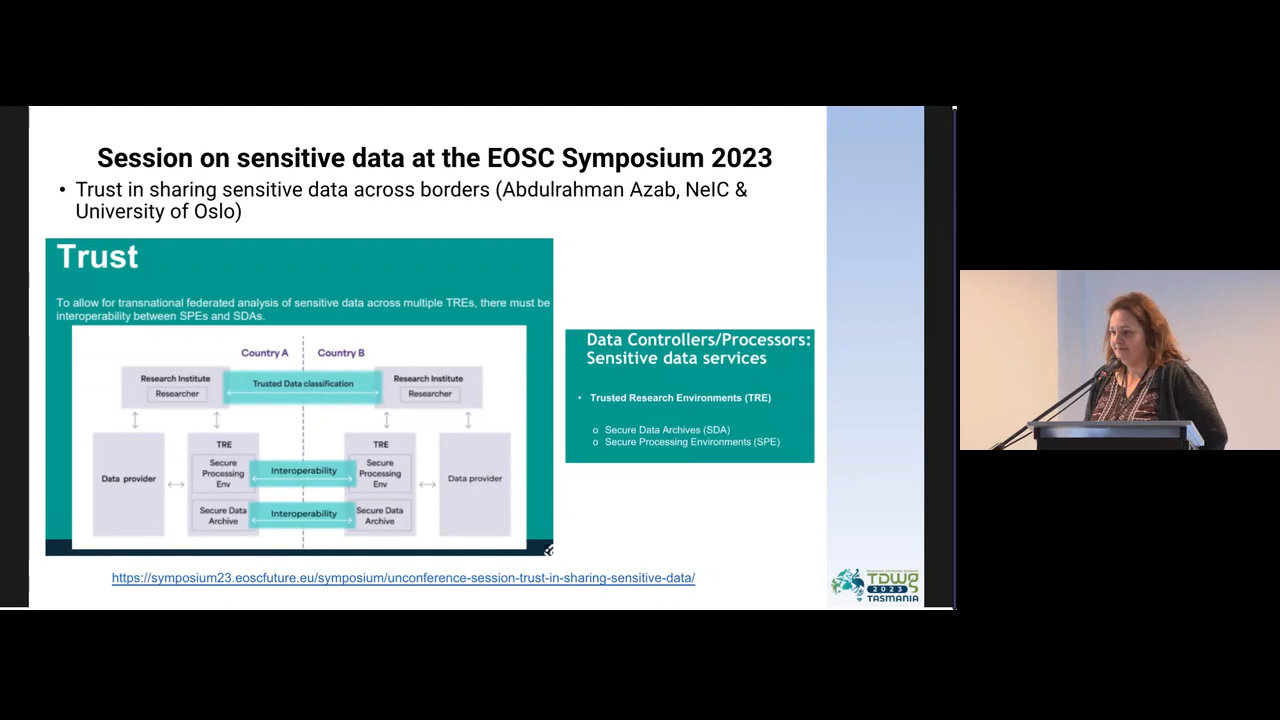 Session on sensitive data at the EOSC Symposium 2023
• Trust in sharing sensitive data across borders (Abdulrahman Azab, NeIC &
University of Oslo)
Trust
To allow for transnational federated analysis of sensitive data across multiple TREs, there must be
interoperability between SPEs and SDAs.
Country A
Country B
Research Institute
Researcher
Trusted Data classification
Research Institute
Researcher
Data provider
TRE
Secure
Processing
Env
Secure Data
Archive
Interoperability
Interoperability
TRE
Secure
Processing
Env
Secure Data
Archive
Data provider
Data Controllers/Processors:
Sensitive data services
• Trusted Research Environments (TRE)
o Secure Data Archives (SDA)
o Secure Processing Environments (SPE)
https://symposium23.eoscfuture.eu/symposium/unconference-session-trust-in-sharing-sensitive-data/
TDWG
2023
TASMANIA